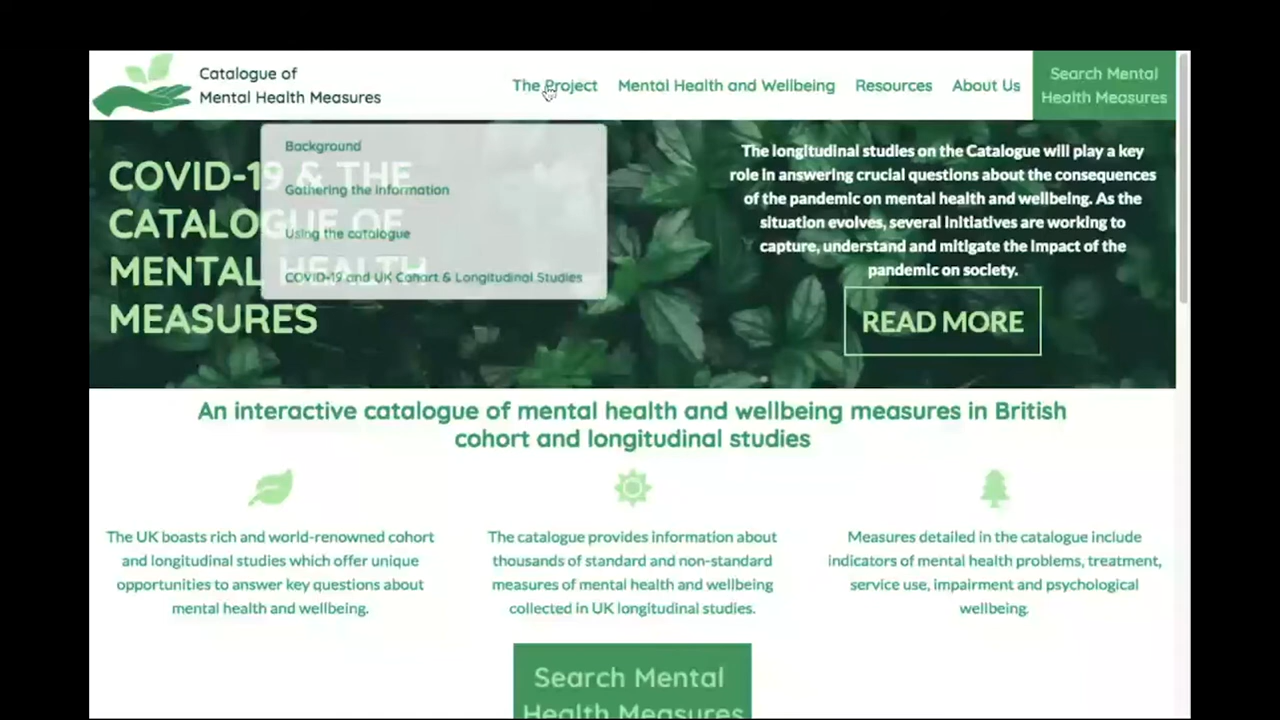 Catalogue of
Mental Health Measures
The Project
Mental Health and Wellbeing
Resources
About Us
Search Mental
Health Measures
Background
Gathering the information
Using the catalogue
COVID-19 and UK Cohort & Longitudinal Studies
COVID-19 & THE
CATALOGUE OF
MENTAL HEALTH
MEASURES
The longitudinal studies on the Catalogue will play a key
role in answering crucial questions about the consequences
of the pandemic on mental health and wellbeing. As the
situation evolves, several initiatives are working to
capture, understand and mitigate the impact of the
pandemic on society.
READ MORE
An interactive catalogue of mental health and wellbeing measures in British
cohort and longitudinal studies
The UK boasts rich and world-renowned cohort
and longitudinal studies which offer unique
opportunities to answer key questions about
mental health and wellbeing.
The catalogue provides information about
thousands of standard and non-standard
measures of mental health and wellbeing
collected in UK longitudinal studies.
Measures detailed in the catalogue include
indicators of mental health problems, treatment,
service use, impairment and psychological
wellbeing.
Search Mental
Health Measures